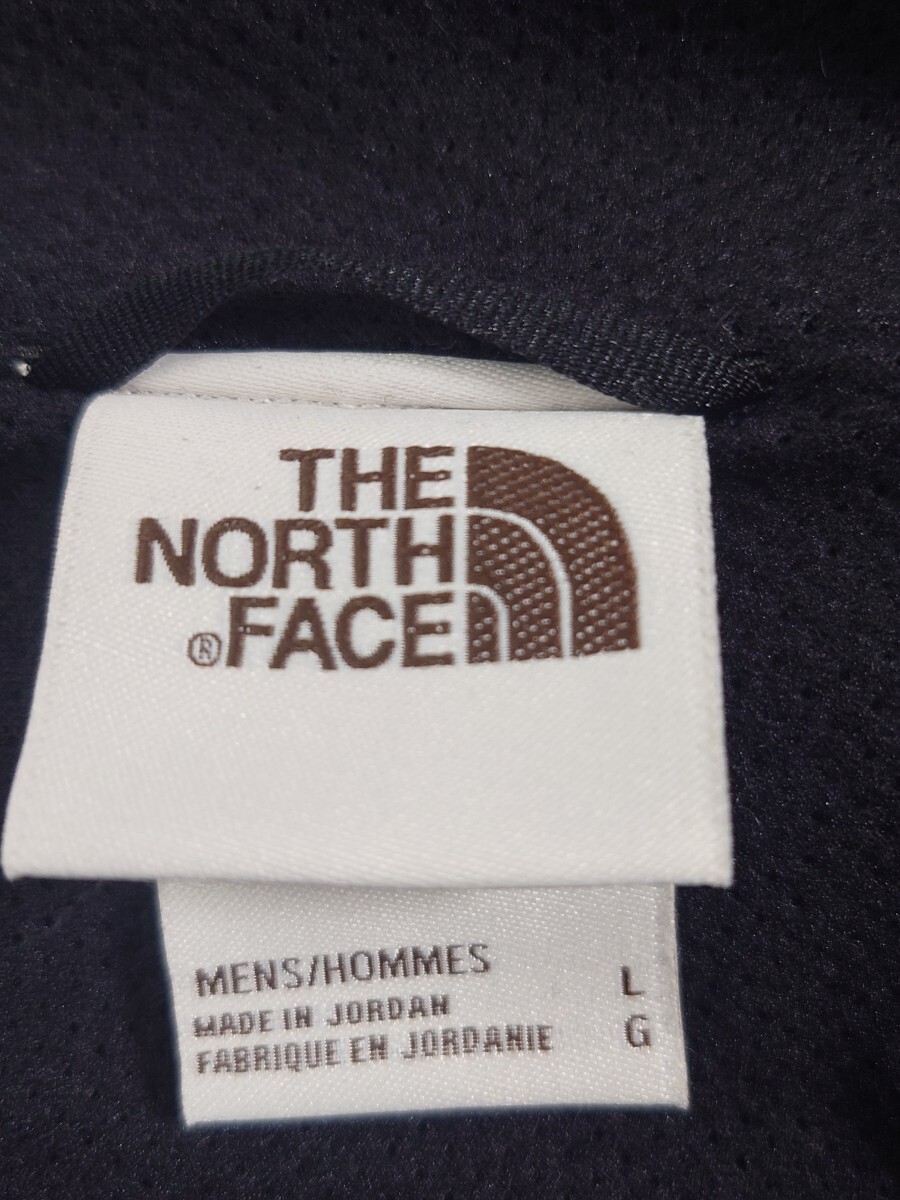 THE
NORTH
®FACE
MENS/HOMMES L
MADE IN JORDAN
FABRIQUE EN JORDANIE G